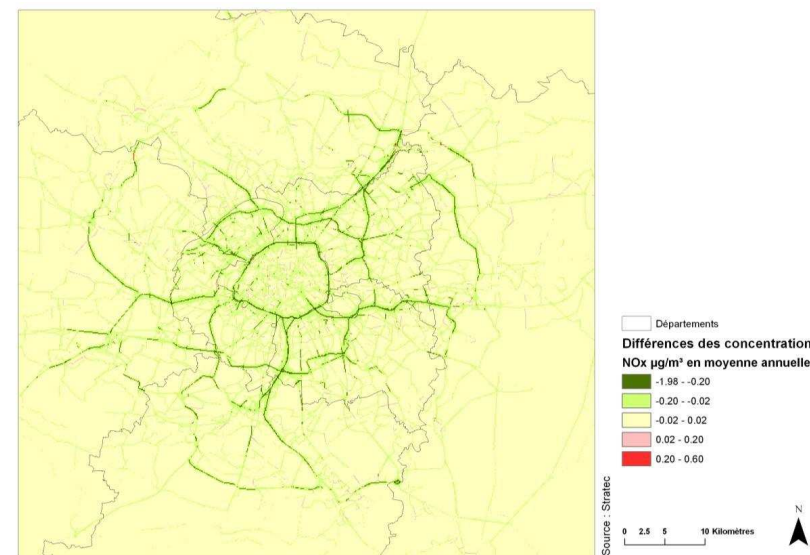 Départements
Différences des concentration
NOx µg/m³ en moyenne annuelle
-1.98 - -0.20
-0.20 - -0.02
-0.02 - 0.02
0.02 - 0.20
0.20 - 0.60
Source : Stratec
N
0 2.5 5 10 Kilomètres